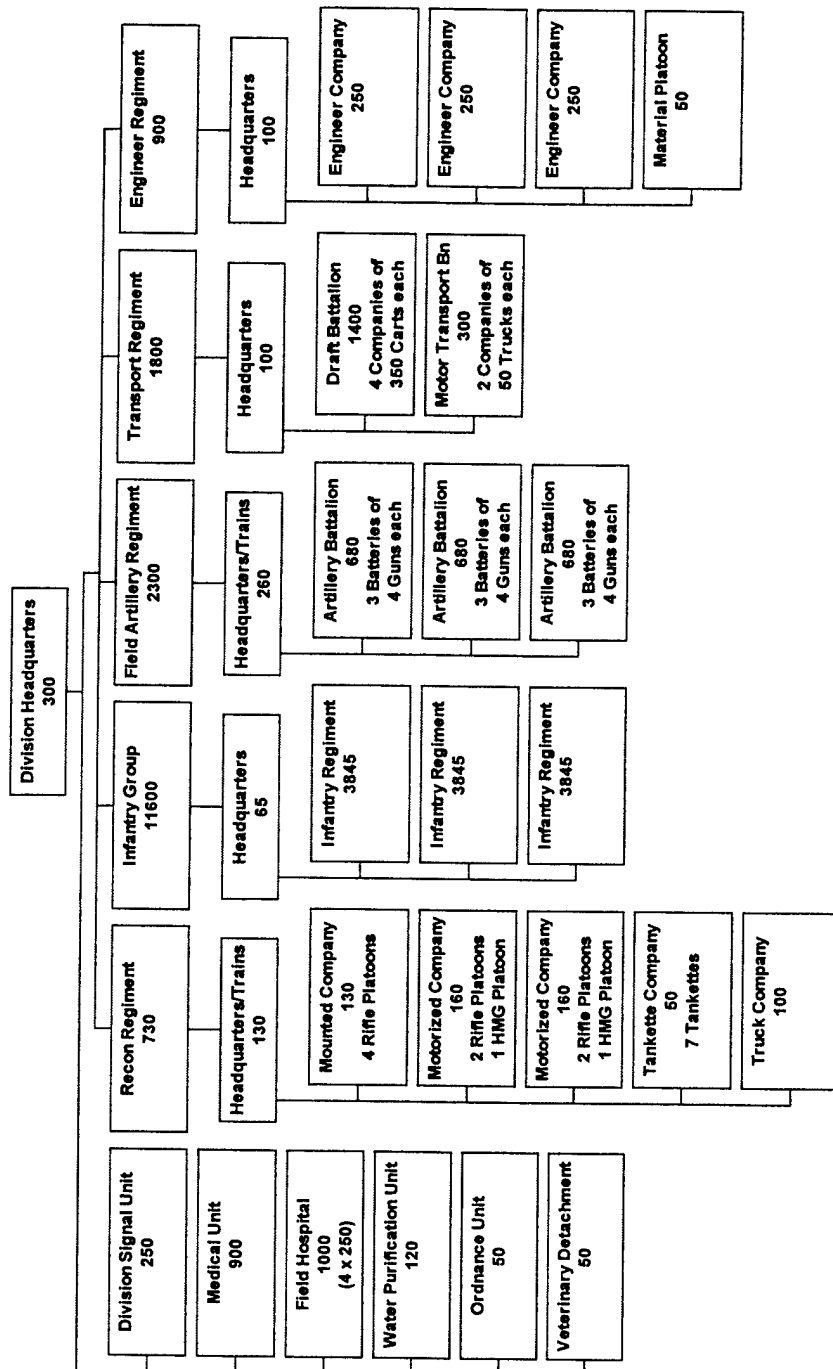 Division Headquarters
300
Division Signal Unit
250
Medical Unit
900
Field Hospital
1000
(4 x 250)
Water Purification Unit
120
Ordnance Unit
50
Veterinary Detachment
50
Recon Regiment
730
Headquarters/Trains
130
Mounted Company
130
4 Rifle Platoons
Motorized Company
160
2 Rifle Platoons
1 HMG Platoon
Motorized Company
160
2 Rifle Platoons
1 HMG Platoon
Tankette Company
50
7 Tankettes
Truck Company
100
Infantry Group
11600
Headquarters
65
Infantry Regiment
3845
Infantry Regiment
3845
Infantry Regiment
3845
Field Artillery Regiment
2300
Headquarters/Trains
260
Artillery Battalion
680
3 Batteries of
4 Guns each
Artillery Battalion
680
3 Batteries of
4 Guns each
Artillery Battalion
680
3 Batteries of
4 Guns each
Transport Regiment
1800
Headquarters
100
Draft Battalion
1400
4 Companies of
350 Carts each
Motor Transport Bn
300
2 Companies of
50 Trucks each
Engineer Regiment
900
Headquarters
100
Engineer Company
250
Engineer Company
250
Engineer Company
250
Material Platoon
50